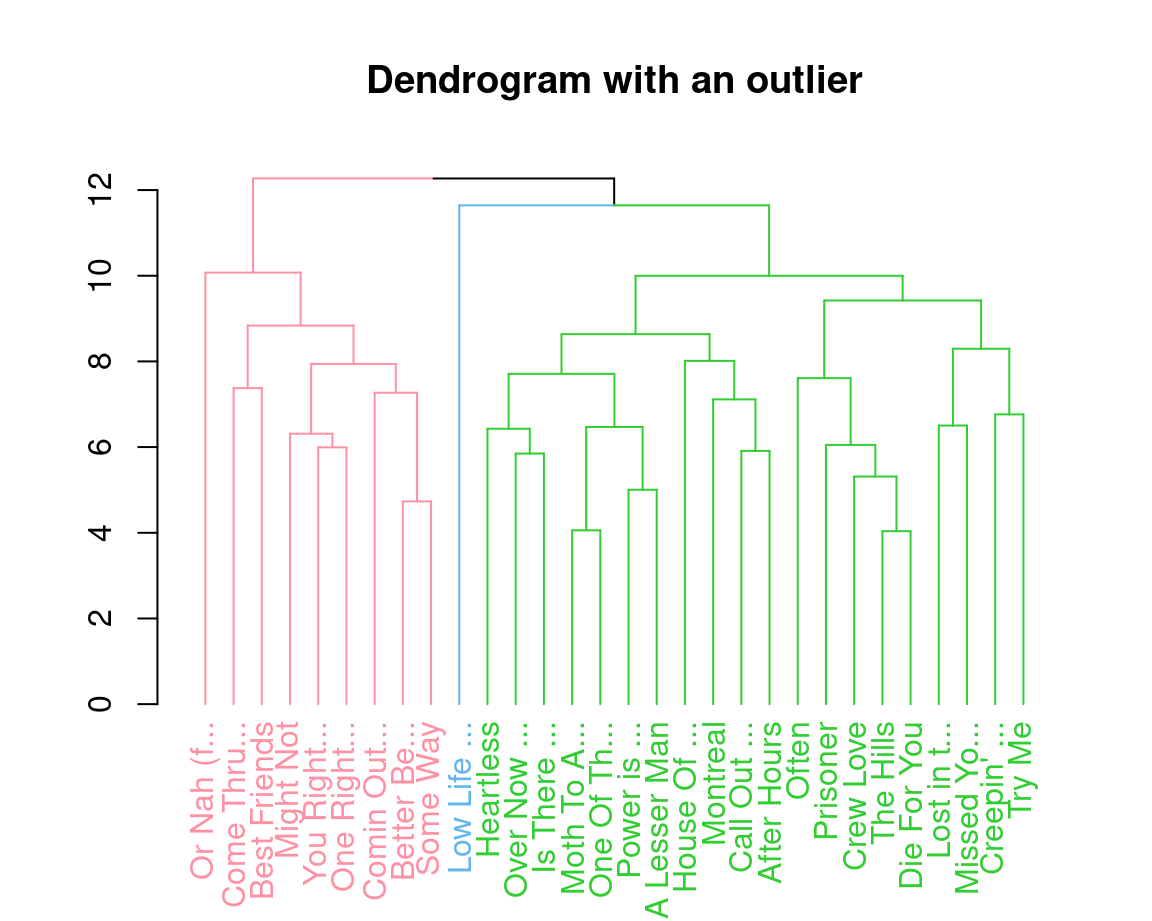 Dendrogram with an outlier
12
10
8
6
4
2
0
Or Nah (f...
Come Thru...
Best Friends
Might Not
You Right...
One Right...
Comin Out...
Better Be...
Some Way
Low Life ...
Heartless
Over Now ...
Is There ...
Moth To A...
One Of Th...
Power is ...
A Lesser Man
House Of ...
Montreal
Call Out ...
After Hours
Often
Prisoner
Crew Love
The Hills
Die For You
Lost in t...
Missed Yo...
Creepin' ...
Try Me